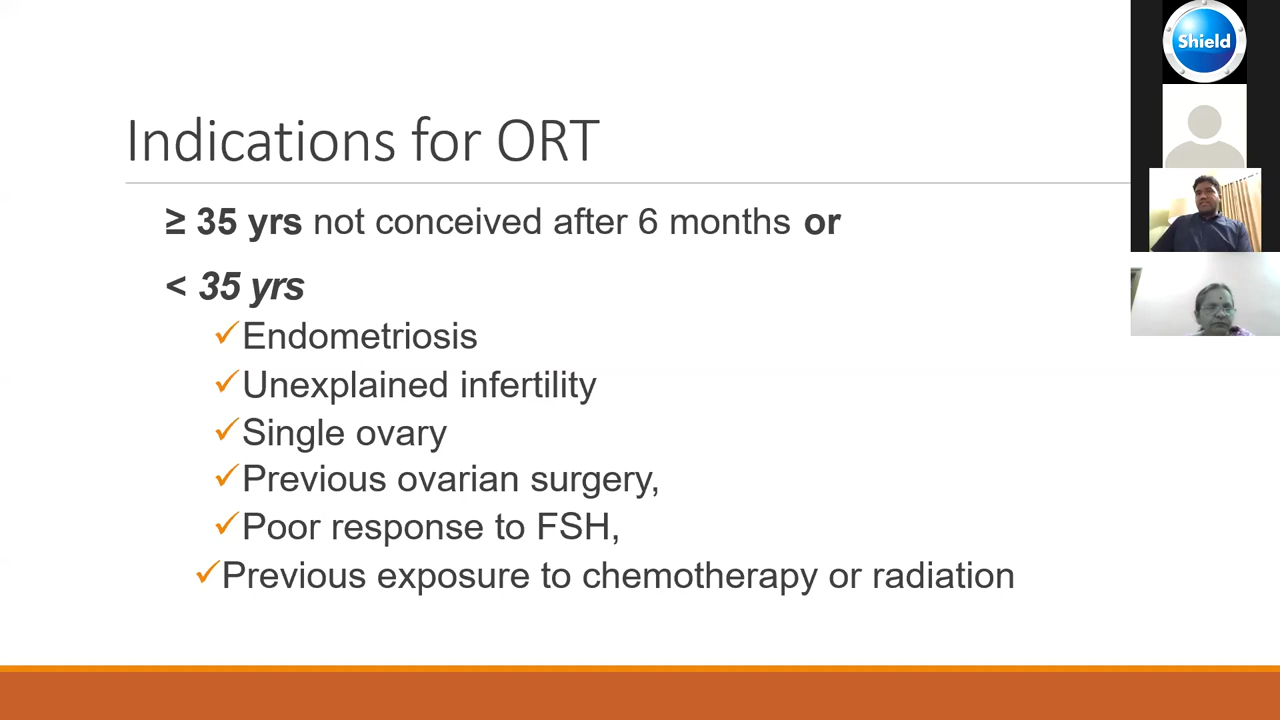 Indications for ORT
≥ 35 yrs not conceived after 6 months or
< 35 yrs
✓Endometriosis
✓Unexplained infertility
✓Single ovary
✓Previous ovarian surgery,
✓Poor response to FSH,
✓Previous exposure to chemotherapy or radiation
Shield